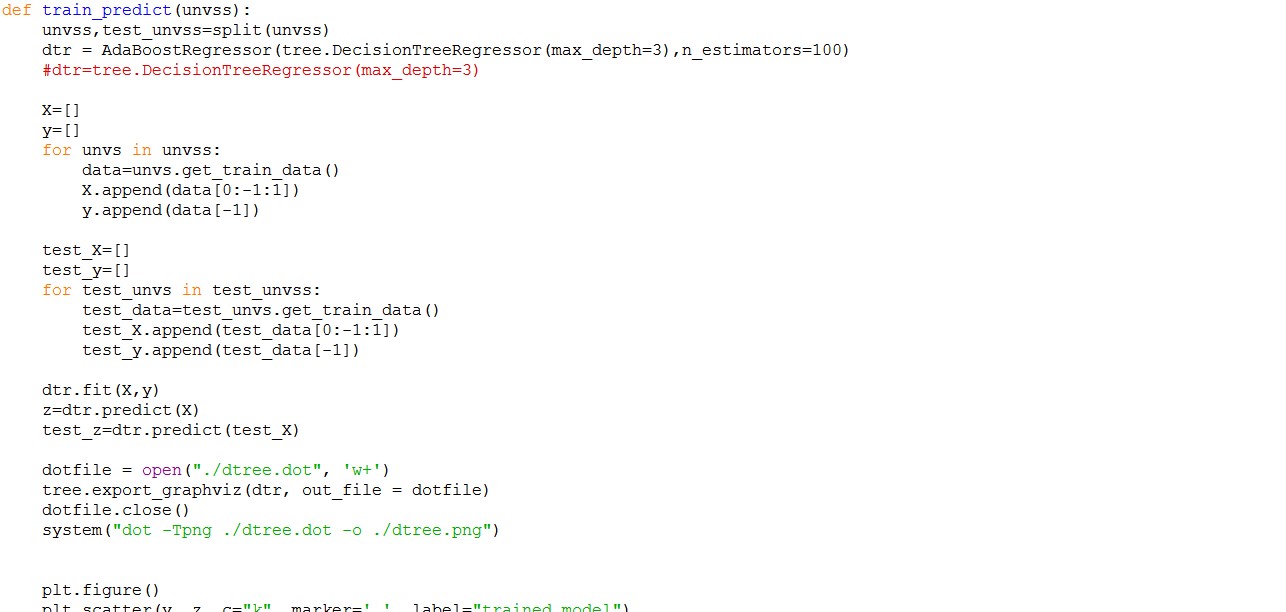 def train_predict(unvss):
    unvss,test_unvss=split(unvss)
    dtr = AdaBoostRegressor(tree.DecisionTreeRegressor(max_depth=3),n_estimators=100)
    #dtr=tree.DecisionTreeRegressor(max_depth=3)
    X=[]
    y=[]
    for unvs in unvss:
        data=unvs.get_train_data()
        X.append(data[0:-1:1])
        y.append(data[-1])
    test_X=[]
    test_y=[]
    for test_unvs in test_unvss:
        test_data=test_unvs.get_train_data()
        test_X.append(test_data[0:-1:1])
        test_y.append(test_data[-1])
    dtr.fit(X,y)
    z=dtr.predict(X)
    test_z=dtr.predict(test_X)
    dotfile = open("./dtree.dot", 'w+')
    tree.export_graphviz(dtr, out_file = dotfile)
    dotfile.close()
    system("dot -Tpng ./dtree.dot -o ./dtree.png")
    plt.figure()
    plt.scatter(y, z, c="k", marker='.', label="trained model")